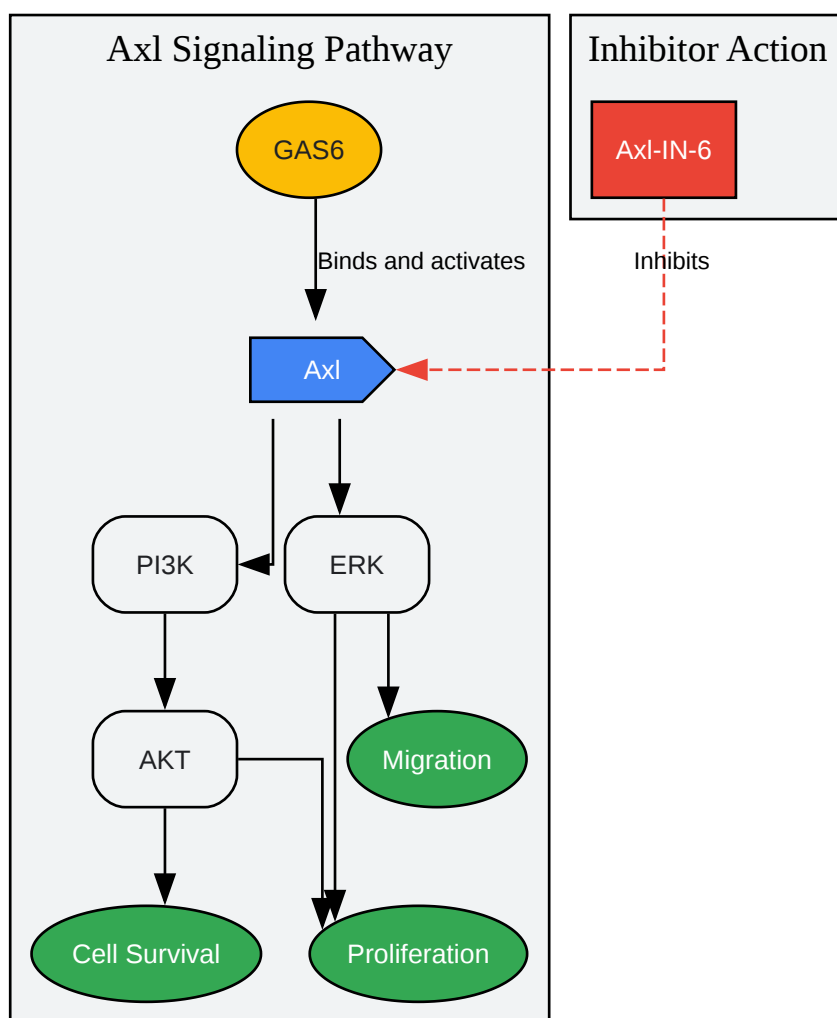 Axl Signaling Pathway
Inhibitor Action
GAS6
Axl-IN-6
Binds and activates
Inhibits
Axl
PI3K
ERK
AKT
Migration
Cell Survival
Proliferation